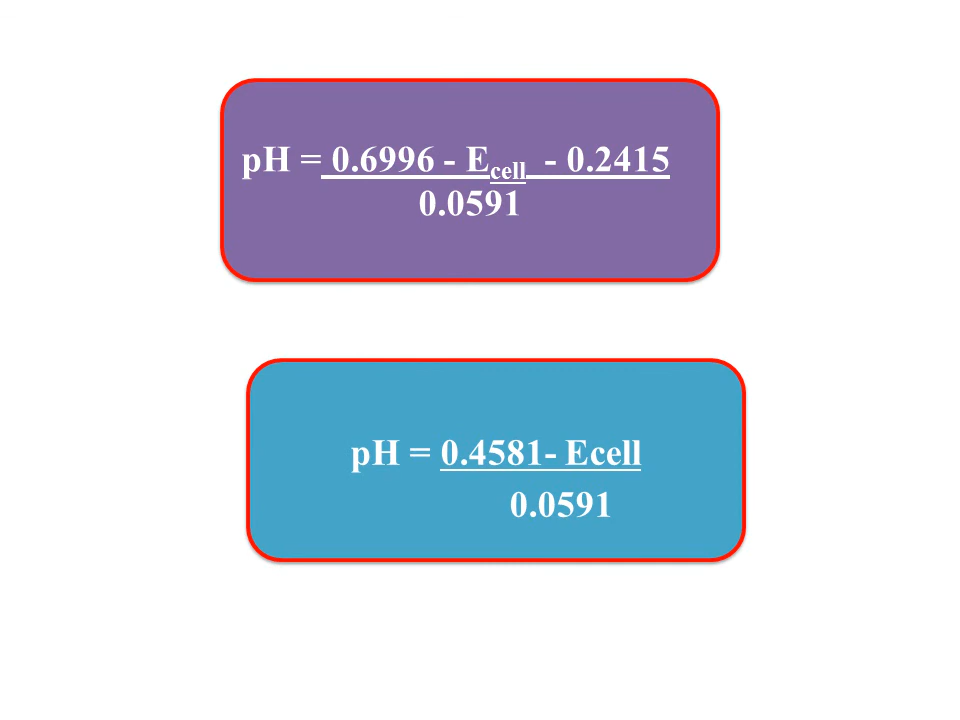 pH = 0.6996 - Ecell - 0.2415
0.0591
pH = 0.4581- Ecell
0.0591